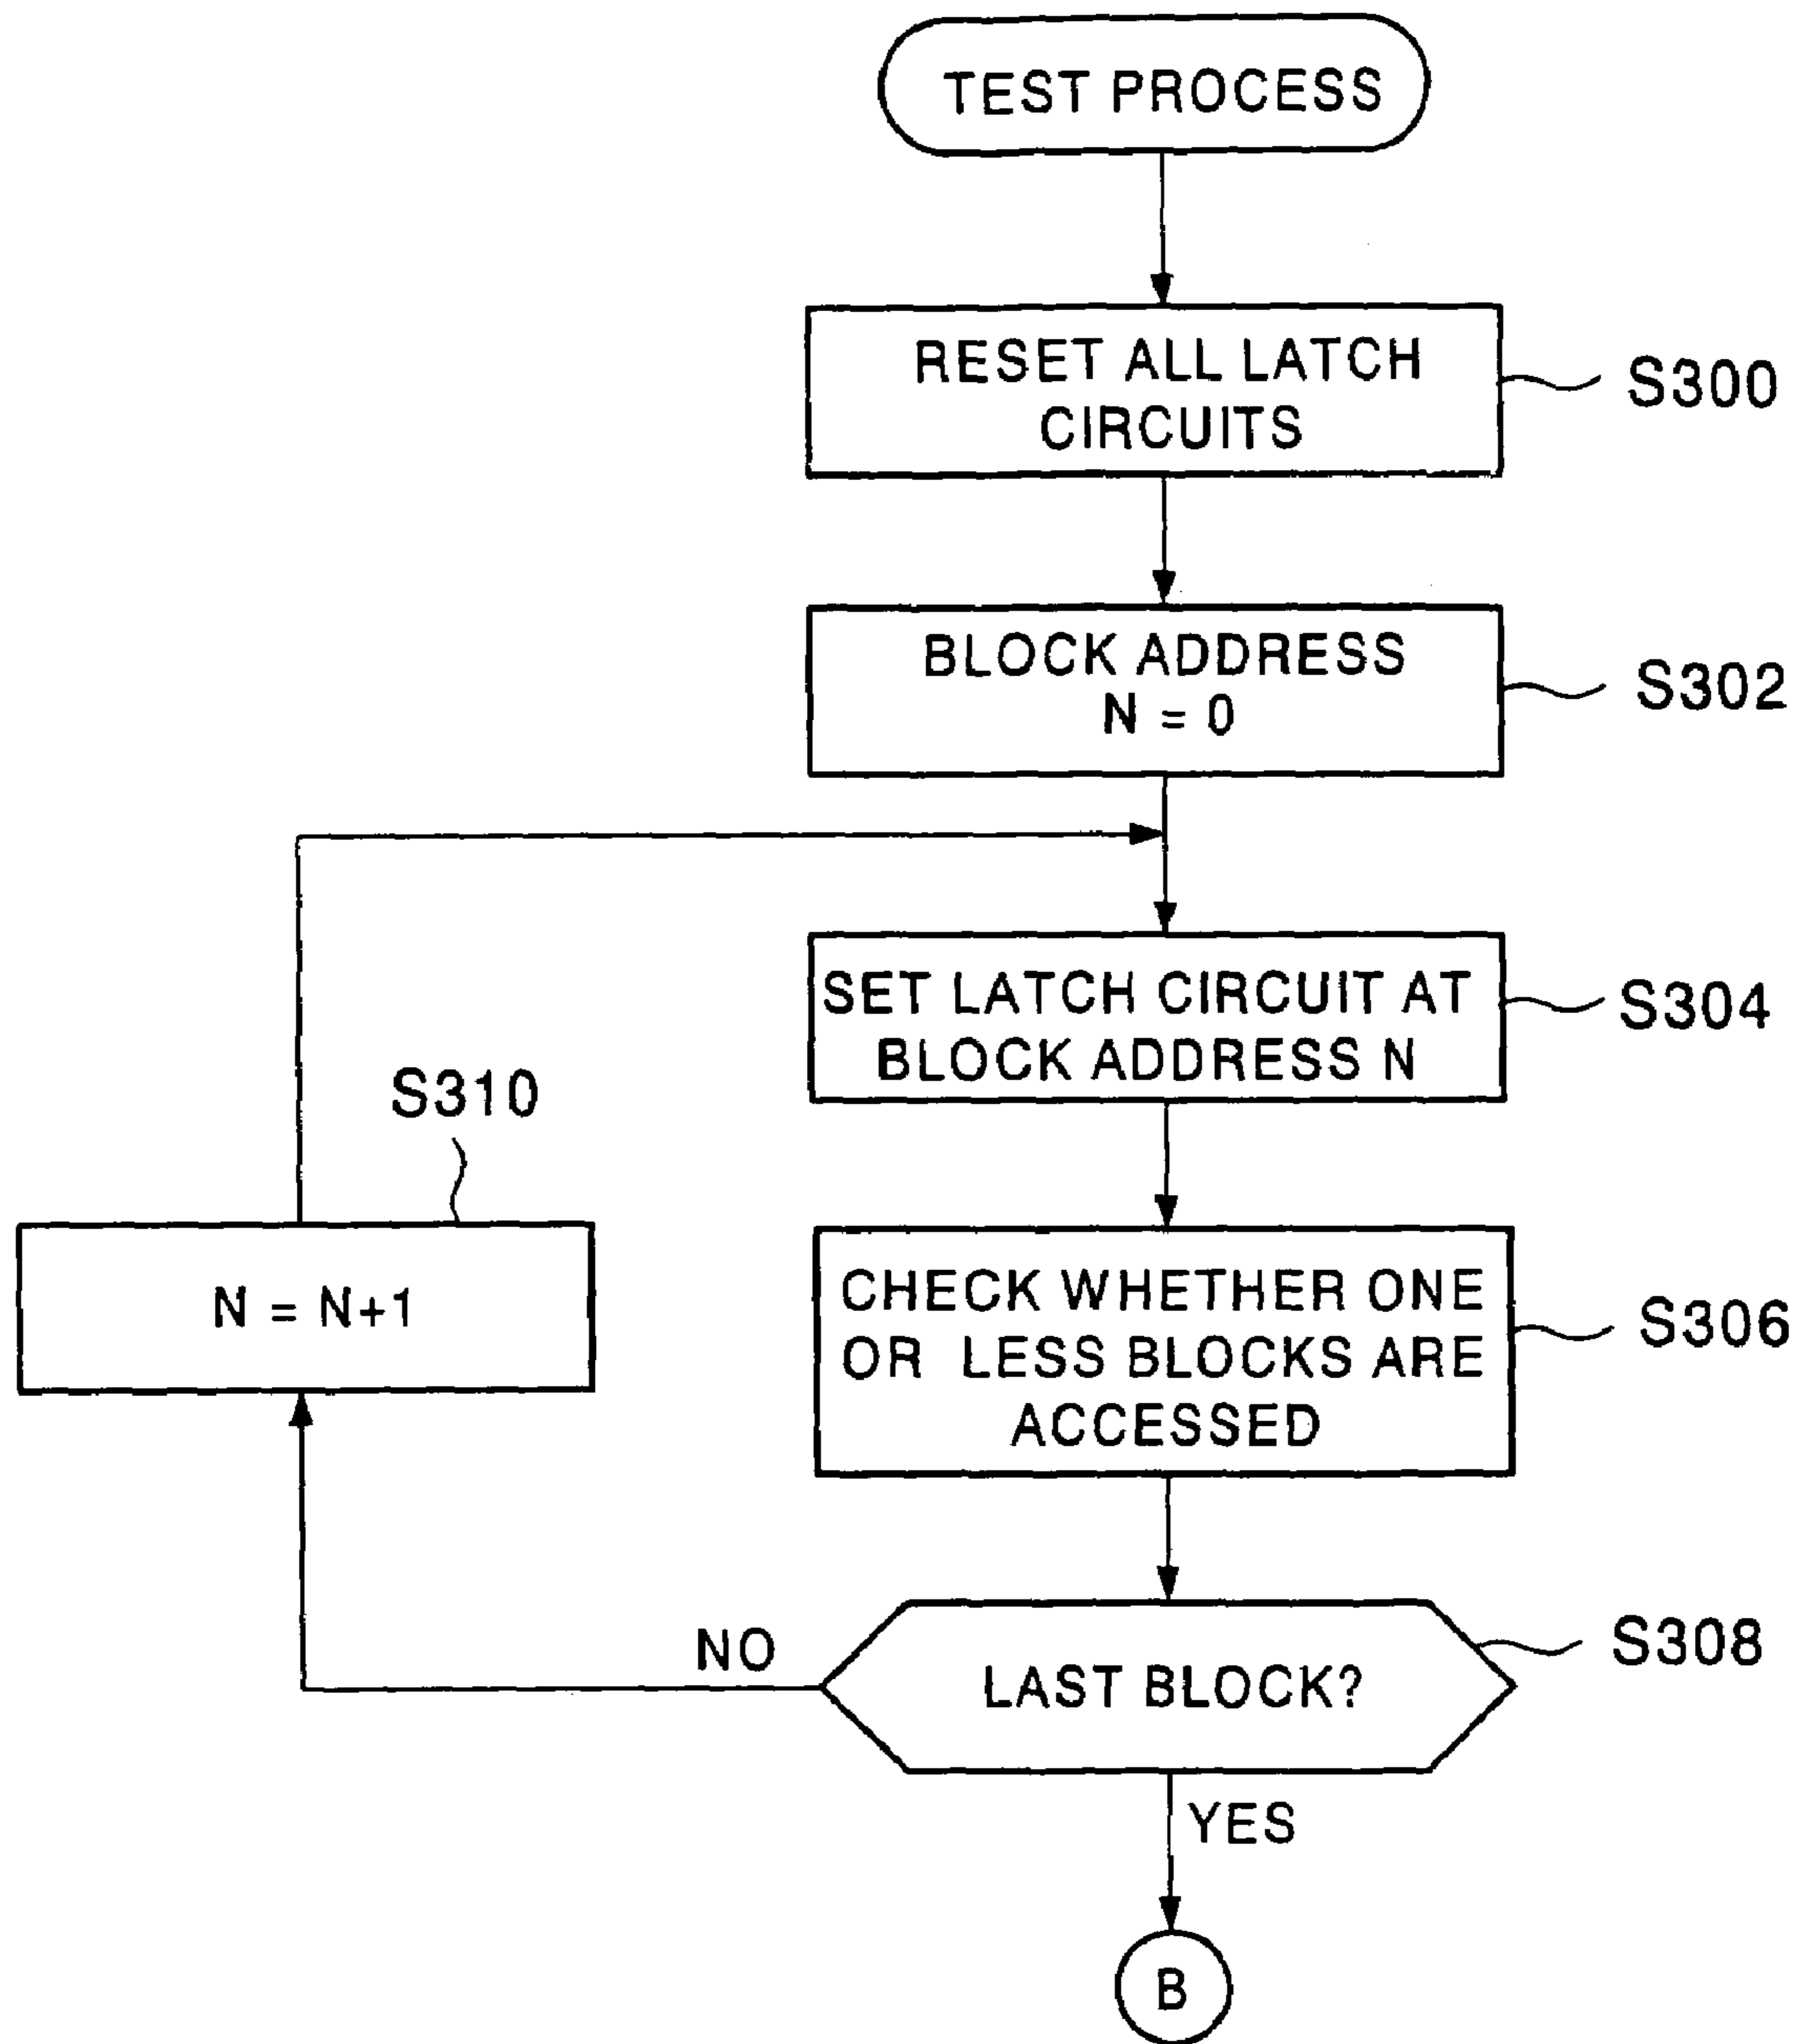 TEST PROCESS
RESET ALL LATCH
CIRCUITS
S300
BLOCK ADDRESS
N = 0
S302
SET LATCH CIRCUIT AT
BLOCK ADDRESS N
S304
S310
N = N+1
CHECK WHETHER ONE
OR LESS BLOCKS ARE
ACCESSED
S306
NO
LAST BLOCK?
S308
YES
B